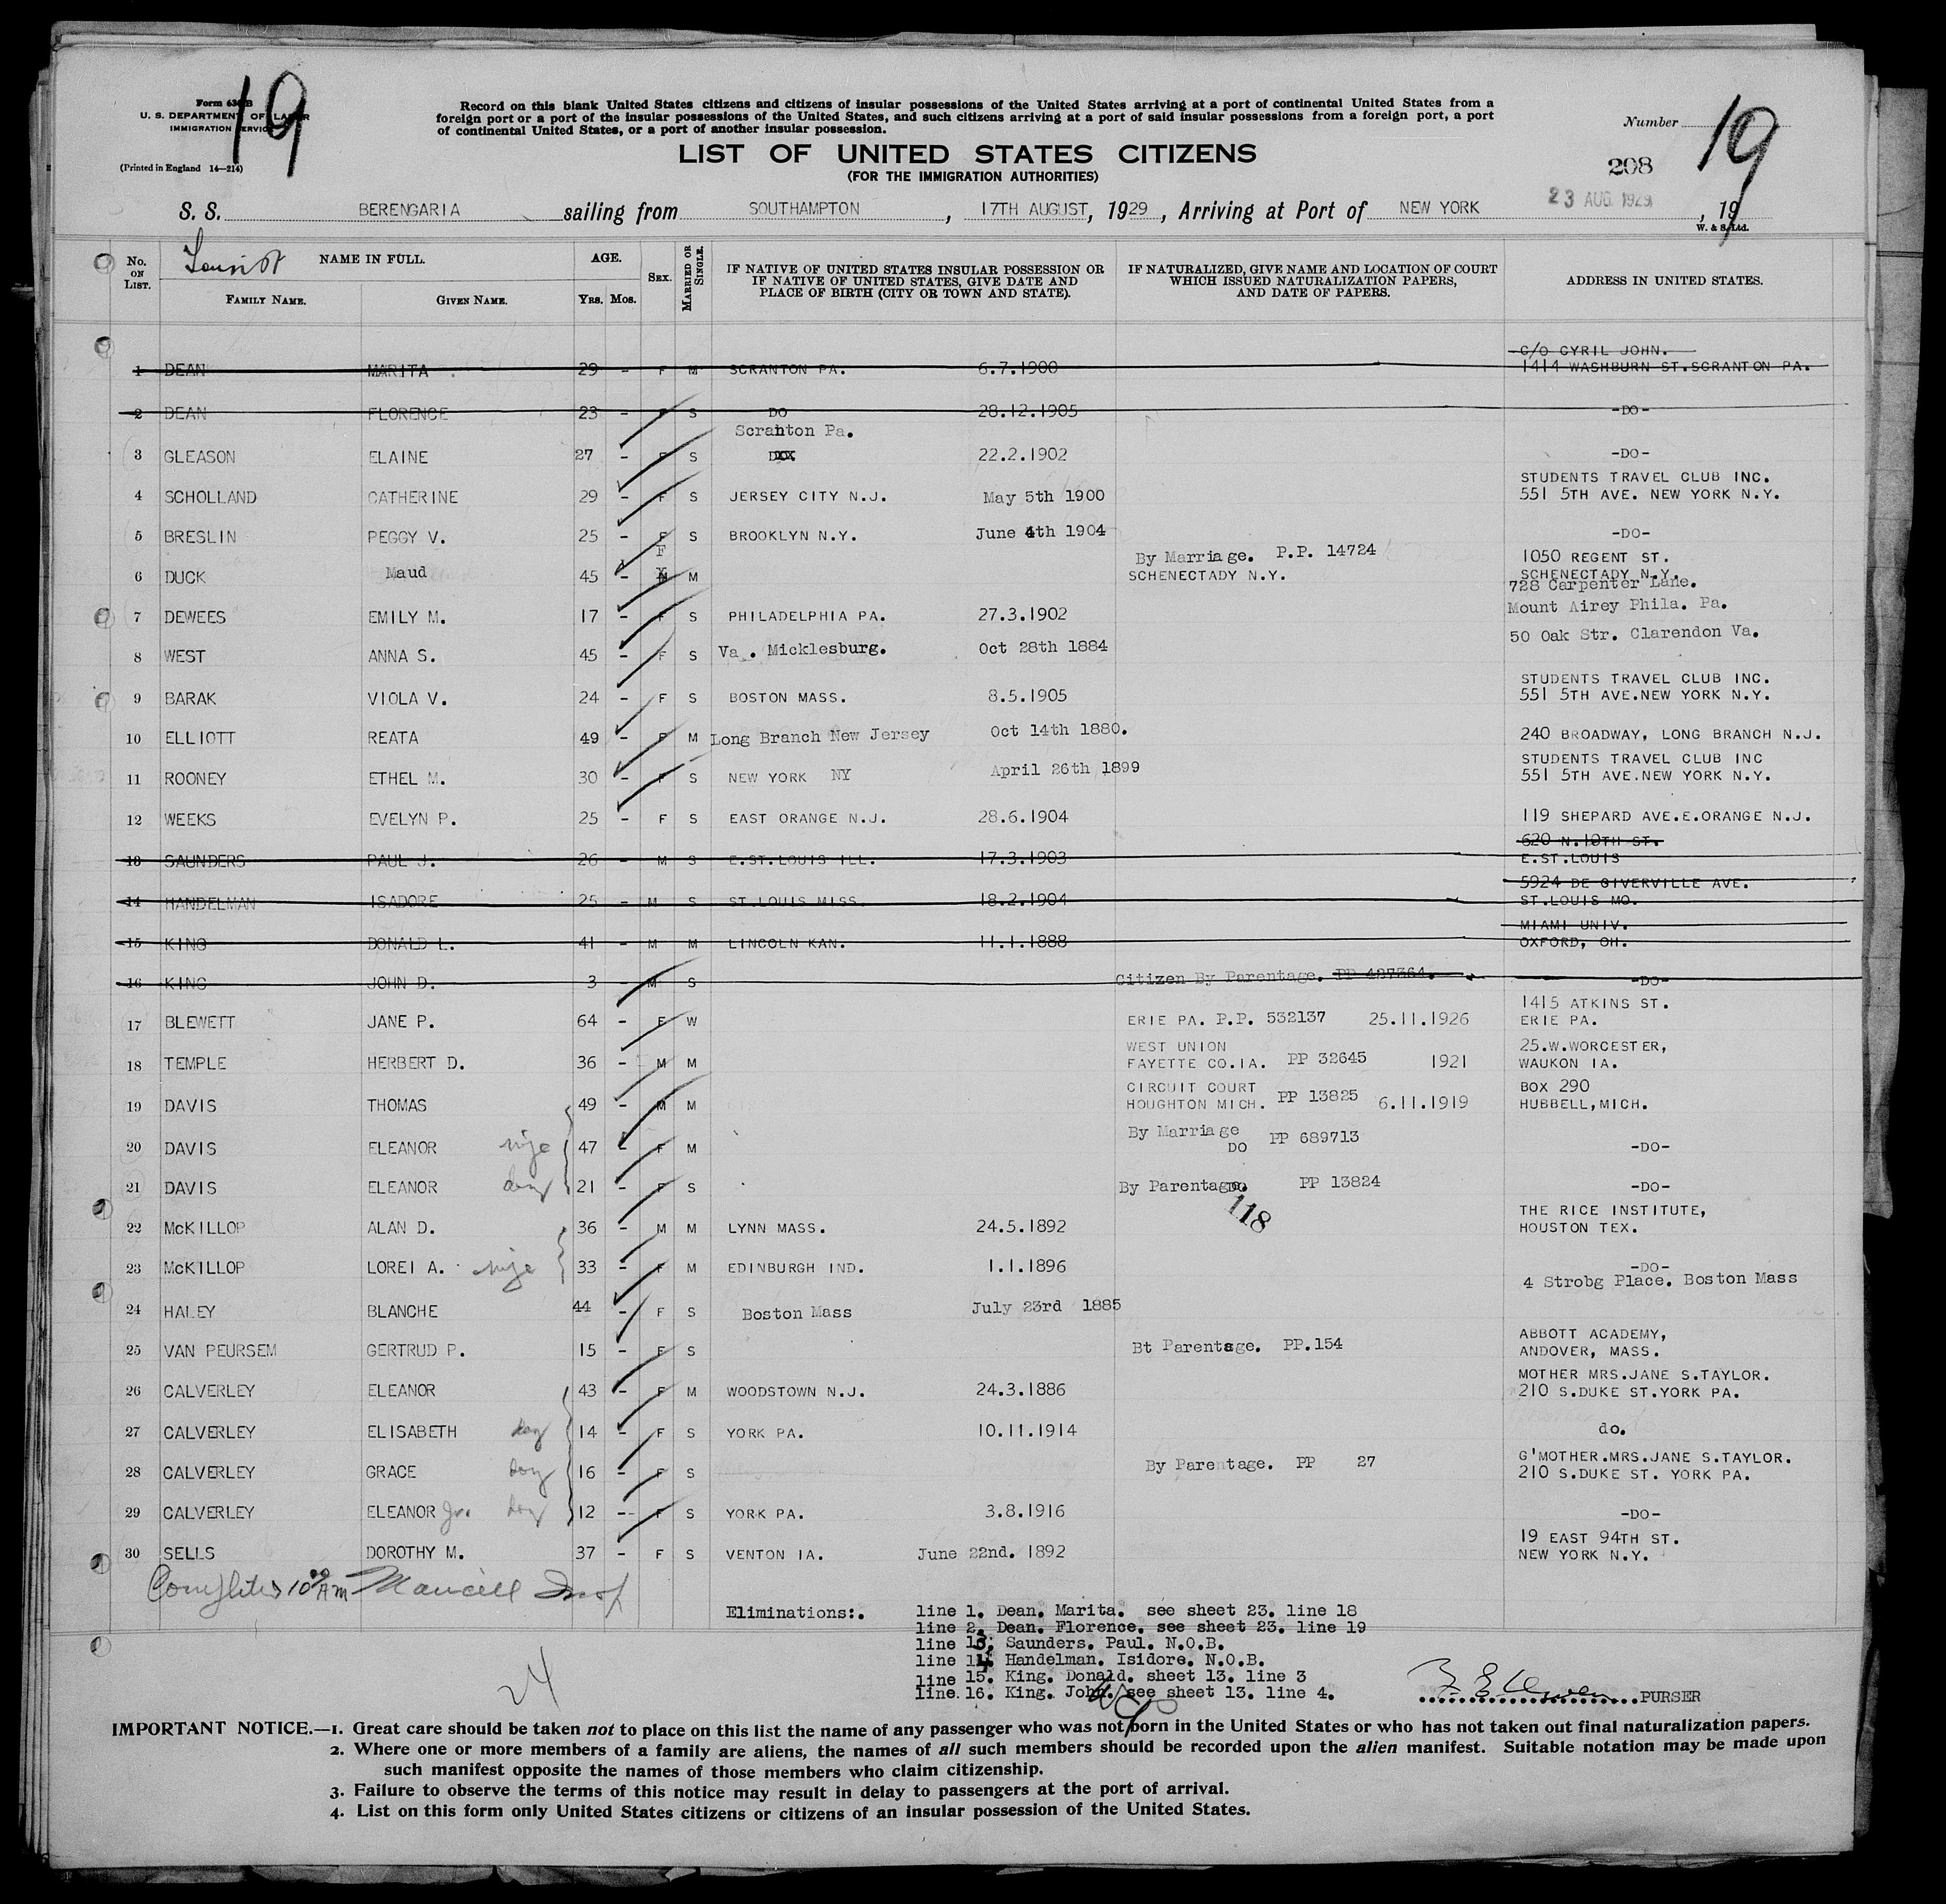 19
Form 630 B
U. S. DEPARTMENT OF LABOR
IMMIGRATION SERVICE
(Printed in England 14—214)
Record on this blank United States citizens and citizens of insular possessions of the United States arriving at a port of continental United States from a
foreign port or a port of the insular possessions of the United States, and such citizens arriving at a port of said insular possessions from a foreign port, a port
of continental United States, or a port of another insular possession.
LIST OF UNITED STATES CITIZENS
(FOR THE IMMIGRATION AUTHORITIES)
Number 19
208
S. S. BERENGARIA sailing from SOUTHAMPTON, 17TH AUGUST, 1929, Arriving at Port of NEW YORK 23 AUG 1929, 19
W. & S. Ltd.
No. ON LIST. NAME IN FULL. AGE. SEX. MARRIED OR SINGLE. IF NATIVE OF UNITED STATES INSULAR POSSESSION OR IF NATIVE OF UNITED STATES, GIVE DATE AND PLACE OF BIRTH (CITY OR TOWN AND STATE). IF NATURALIZED, GIVE NAME AND LOCATION OF COURT WHICH ISSUED NATURALIZATION PAPERS, AND DATE OF PAPERS. ADDRESS IN UNITED STATES.
FAMILY NAME. GIVEN NAME. YRS. MOS.
C/O CYRIL JOHN.
1 DEAN MARITA. 29 - F M SCRANTON PA. 6.7.1900 1414 WASHBURN ST.SCRANTON PA.
2 DEAN FLORENCE 23 - F S DO 28.12.1905 -DO-
Scranton Pa.
3 GLEASON ELAINE 27 - F S 22.2.1902 -DO-
STUDENTS TRAVEL CLUB INC.
4 SCHOLLAND CATHERINE 29 - F S JERSEY CITY N.J. May 5th 1900 551 5TH AVE. NEW YORK N.Y.
5 BRESLIN PEGGY V. 25 - F S BROOKLYN N.Y. June 4th 1904 -DO-
F By Marriage. P.P. 14724 1050 REGENT ST.
6 DUCK Maud 45 - M M SCHENECTADY N.Y. SCHENECTADY N.Y.
728 Carpenter Lane.
7 DEWEES EMILY M. 17 - F S PHILADELPHIA PA. 27.3.1902 Mount Airey Phila. Pa.
50 Oak Str. Clarendon Va.
8 WEST ANNA S. 45 - F S Va. Micklesburg. Oct 28th 1884
STUDENTS TRAVEL CLUB INC.
9 BARAK VIOLA V. 24 - F S BOSTON MASS. 8.5.1905 551 5TH AVE.NEW YORK N.Y.
10 ELLIOTT REATA 49 - F M Long Branch New Jersey Oct 14th 1880. 240 BROADWAY, LONG BRANCH N.J.
STUDENTS TRAVEL CLUB INC
11 ROONEY ETHEL M. 30 - F S NEW YORK NY April 26th 1899 551 5TH AVE.NEW YORK N.Y.
12 WEEKS EVELYN P. 25 - F S EAST ORANGE N.J. 28.6.1904 119 SHEPARD AVE.E.ORANGE N.J.
620 N.10TH ST.
13 SAUNDERS PAUL J. 26 - M S E.ST.LOUIS ILL. 17.3.1903 E.ST.LOUIS
5924 DE GIVERVILLE AVE.
14 HANDELMAN ISADORE 25 - M S ST.LOUIS MISS. 18.2.1904 ST.LOUIS MO.
MIAMI UNIV.
15 KING DONALD L. 41 - M M LINCOLN KAN. 11.1.1888 OXFORD, OH.
16 KING JOHN D. 3 - M S Citizen By Parentage. PP 427364. -DO-
1415 ATKINS ST.
17 BLEWETT JANE P. 64 - F W ERIE PA. P.P. 532137 25.11.1926 ERIE PA.
WEST UNION 25.W.WORCESTER,
18 TEMPLE HERBERT D. 36 - M M FAYETTE CO.IA. PP 32645 1921 WAUKON IA.
CIRCUIT COURT BOX 290
19 DAVIS THOMAS 49 - M M HOUGHTON MICH. PP 13825 6.11.1919 HUBBELL,MICH.
By Marriage
20 DAVIS ELEANOR wife 47 - F M DO PP 689713 -DO-
21 DAVIS ELEANOR dau 21 - F S By Parentage. PP 13824 -DO-
118
THE RICE INSTITUTE,
22 McKILLOP ALAN D. 36 - M M LYNN MASS. 24.5.1892 HOUSTON TEX.
23 McKILLOP LOREI A. wife 33 - F M EDINBURGH IND. 1.1.1896 -DO-
4 Strobg Place. Boston Mass
24 HALEY BLANCHE 44 - F S Boston Mass July 23rd 1885
ABBOTT ACADEMY,
25 VAN PEURSEM GERTRUD P. 15 - F S Bt Parentage. PP.154 ANDOVER, MASS.
MOTHER MRS.JANE S.TAYLOR.
26 CALVERLEY ELEANOR 43 - F M WOODSTOWN N.J. 24.3.1886 210 S.DUKE ST.YORK PA.
27 CALVERLEY ELISABETH dau 14 - F S YORK PA. 10.11.1914 do.
G'MOTHER.MRS.JANE S.TAYLOR.
28 CALVERLEY GRACE dau 16 - F S By Parentage. PP 27 210 S.DUKE ST. YORK PA.
29 CALVERLEY ELEANOR Jr. dau 12 -- F S YORK PA. 3.8.1916 -DO-
19 EAST 94TH ST.
30 SELLS DOROTHY M. 37 - F S VENTON IA. June 22nd. 1892 NEW YORK N.Y.
10 00 AM
Eliminations:. line 1. Dean. Marita. see sheet 23. line 18
line 2. Dean. Florence. see sheet 23. line 19
line 13. Saunders. Paul. N.O.B.
line 14. Handelman. Isidore. N.O.B.
line 15. King. Donald. sheet 13. line 3
line. 16. King. John. see sheet 13. line 4.
24
PURSER
IMPORTANT NOTICE.—1. Great care should be taken not to place on this list the name of any passenger who was not born in the United States or who has not taken out final naturalization papers.
2. Where one or more members of a family are aliens, the names of all such members should be recorded upon the alien manifest. Suitable notation may be made upon
such manifest opposite the names of those members who claim citizenship.
3. Failure to observe the terms of this notice may result in delay to passengers at the port of arrival.
4. List on this form only United States citizens or citizens of an insular possession of the United States.